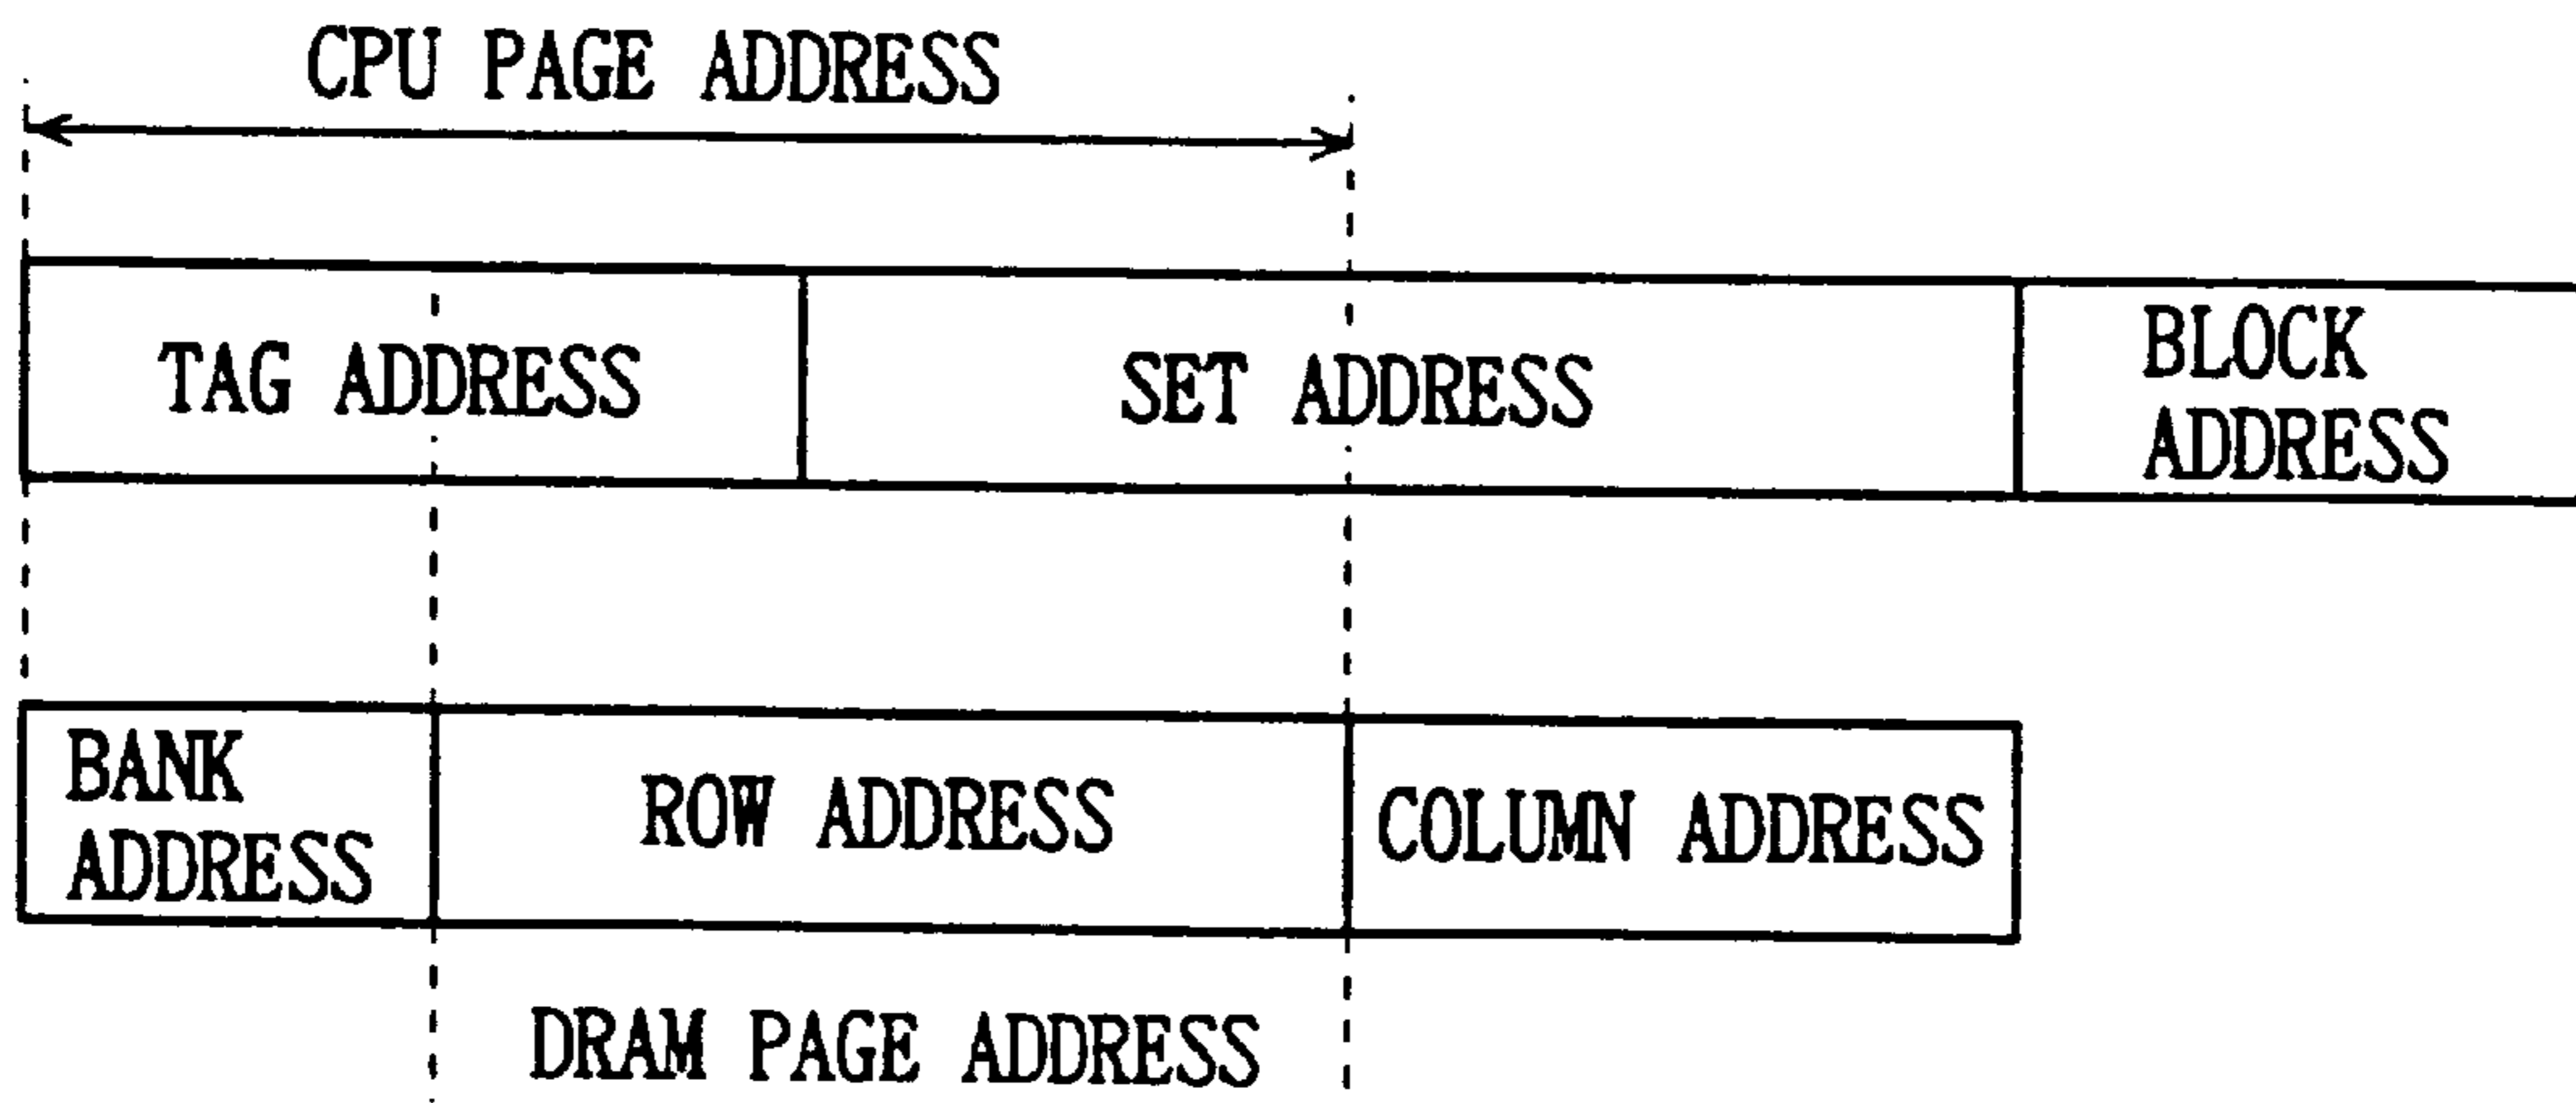 CPU PAGE ADDRESS
TAG ADDRESS
SET ADDRESS
BLOCK
ADDRESS
BANK
ADDRESS
ROW ADDRESS
COLUMN ADDRESS
DRAM PAGE ADDRESS